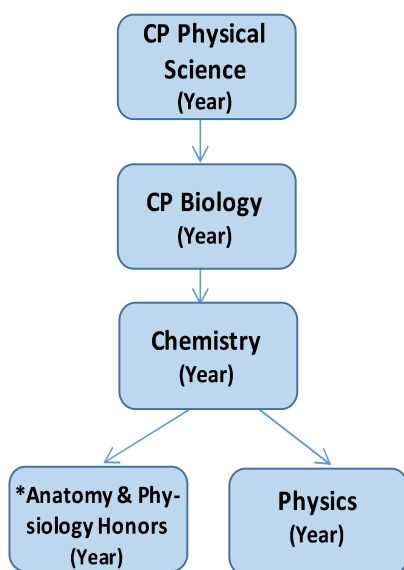 CP Physical
Science
(Year)
CP Biology
(Year)
Chemistry
(Year)
*Anatomy & Phy-
siology Honors
(Year)
Physics
(Year)